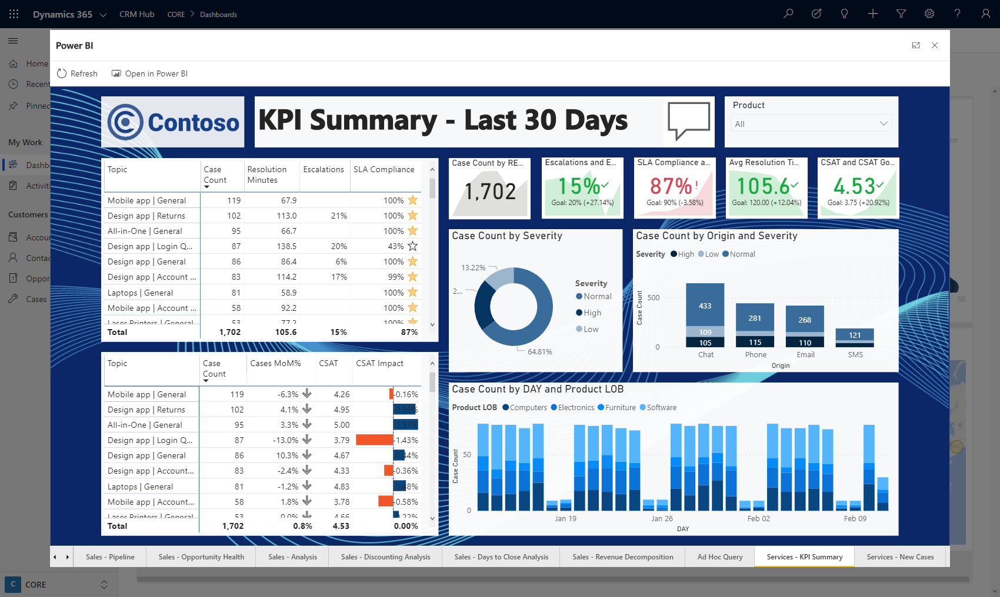 Dynamics 365
CRM Hub
CORE > Dashboards
Power BI
Refresh
Open in Power BI
Home
Recent
Pinned
My Work
Dashb
Activiti
Customers
Accou
Contac
Oppor
Cases
C CORE
Contoso
KPI Summary - Last 30 Days
Product
All
Topic Case Count Resolution Minutes Escalations SLA Compliance
Mobile app | General 119 67.9 100%
Design app | Returns 102 113.0 21% 100%
All-in-One | General 95 66.7 100%
Design app | Login Q... 87 138.5 20% 43%
Design app | General 86 86.4 6% 100%
Design app | Account ... 83 114.2 17% 99%
Laptops | General 81 58.9 100%
Mobile app | Account ... 58 92.2 100%
Laser Printers | General 53 77.2 100%
Total 1,702 105.6 15% 87%
Case Count by RE...
1,702
Escalations and E...
15%
Goal: 20% (+27.14%)
SLA Compliance a...
87%!
Goal: 90% (-3.58%)
Avg Resolution Ti...
105.6
Goal: 120.00 (+12.04%)
CSAT and CSAT Go...
4.53
Goal: 3.75 (+20.92%)
Case Count by Severity
13.22%
2...
64.81%
Severity
Normal
High
Low
Case Count by Origin and Severity
Severity High Low Normal
Case Count
500
0
433
109
105
281
115
268
110
121
Chat Phone Email SMS
Origin
Topic Case Count Cases MoM% CSAT CSAT Impact
Mobile app | General 119 -6.3% 4.26 -0.16%
Design app | Returns 102 4.1% 4.95 0.86%
All-in-One | General 95 3.3% 5.00 0.97%
Design app | Login Q... 87 -13.0% 3.79 -1.43%
Design app | General 86 10.3% 4.67 0.44%
Design app | Account... 83 -2.4% 4.33 -0.36%
Laptops | General 81 -1.2% 4.83 0.48%
Mobile app | Account... 58 1.8% 3.78 -0.58%
Laser Printers | General 53 0.0% 4.66 0.22%
Total 1,702 0.8% 4.53 0.00%
Case Count by DAY and Product LOB
Product LOB Computers Electronics Furniture Software
Case Count
50
0
Jan 19 Jan 26 Feb 02 Feb 09
DAY
Sales - Pipeline
Sales - Opportunity Health
Sales - Analysis
Sales - Discounting Analysis
Sales - Days to Close Analysis
Sales - Revenue Decomposition
Ad Hoc Query
Services - KPI Summary
Services - New Cases
se
50